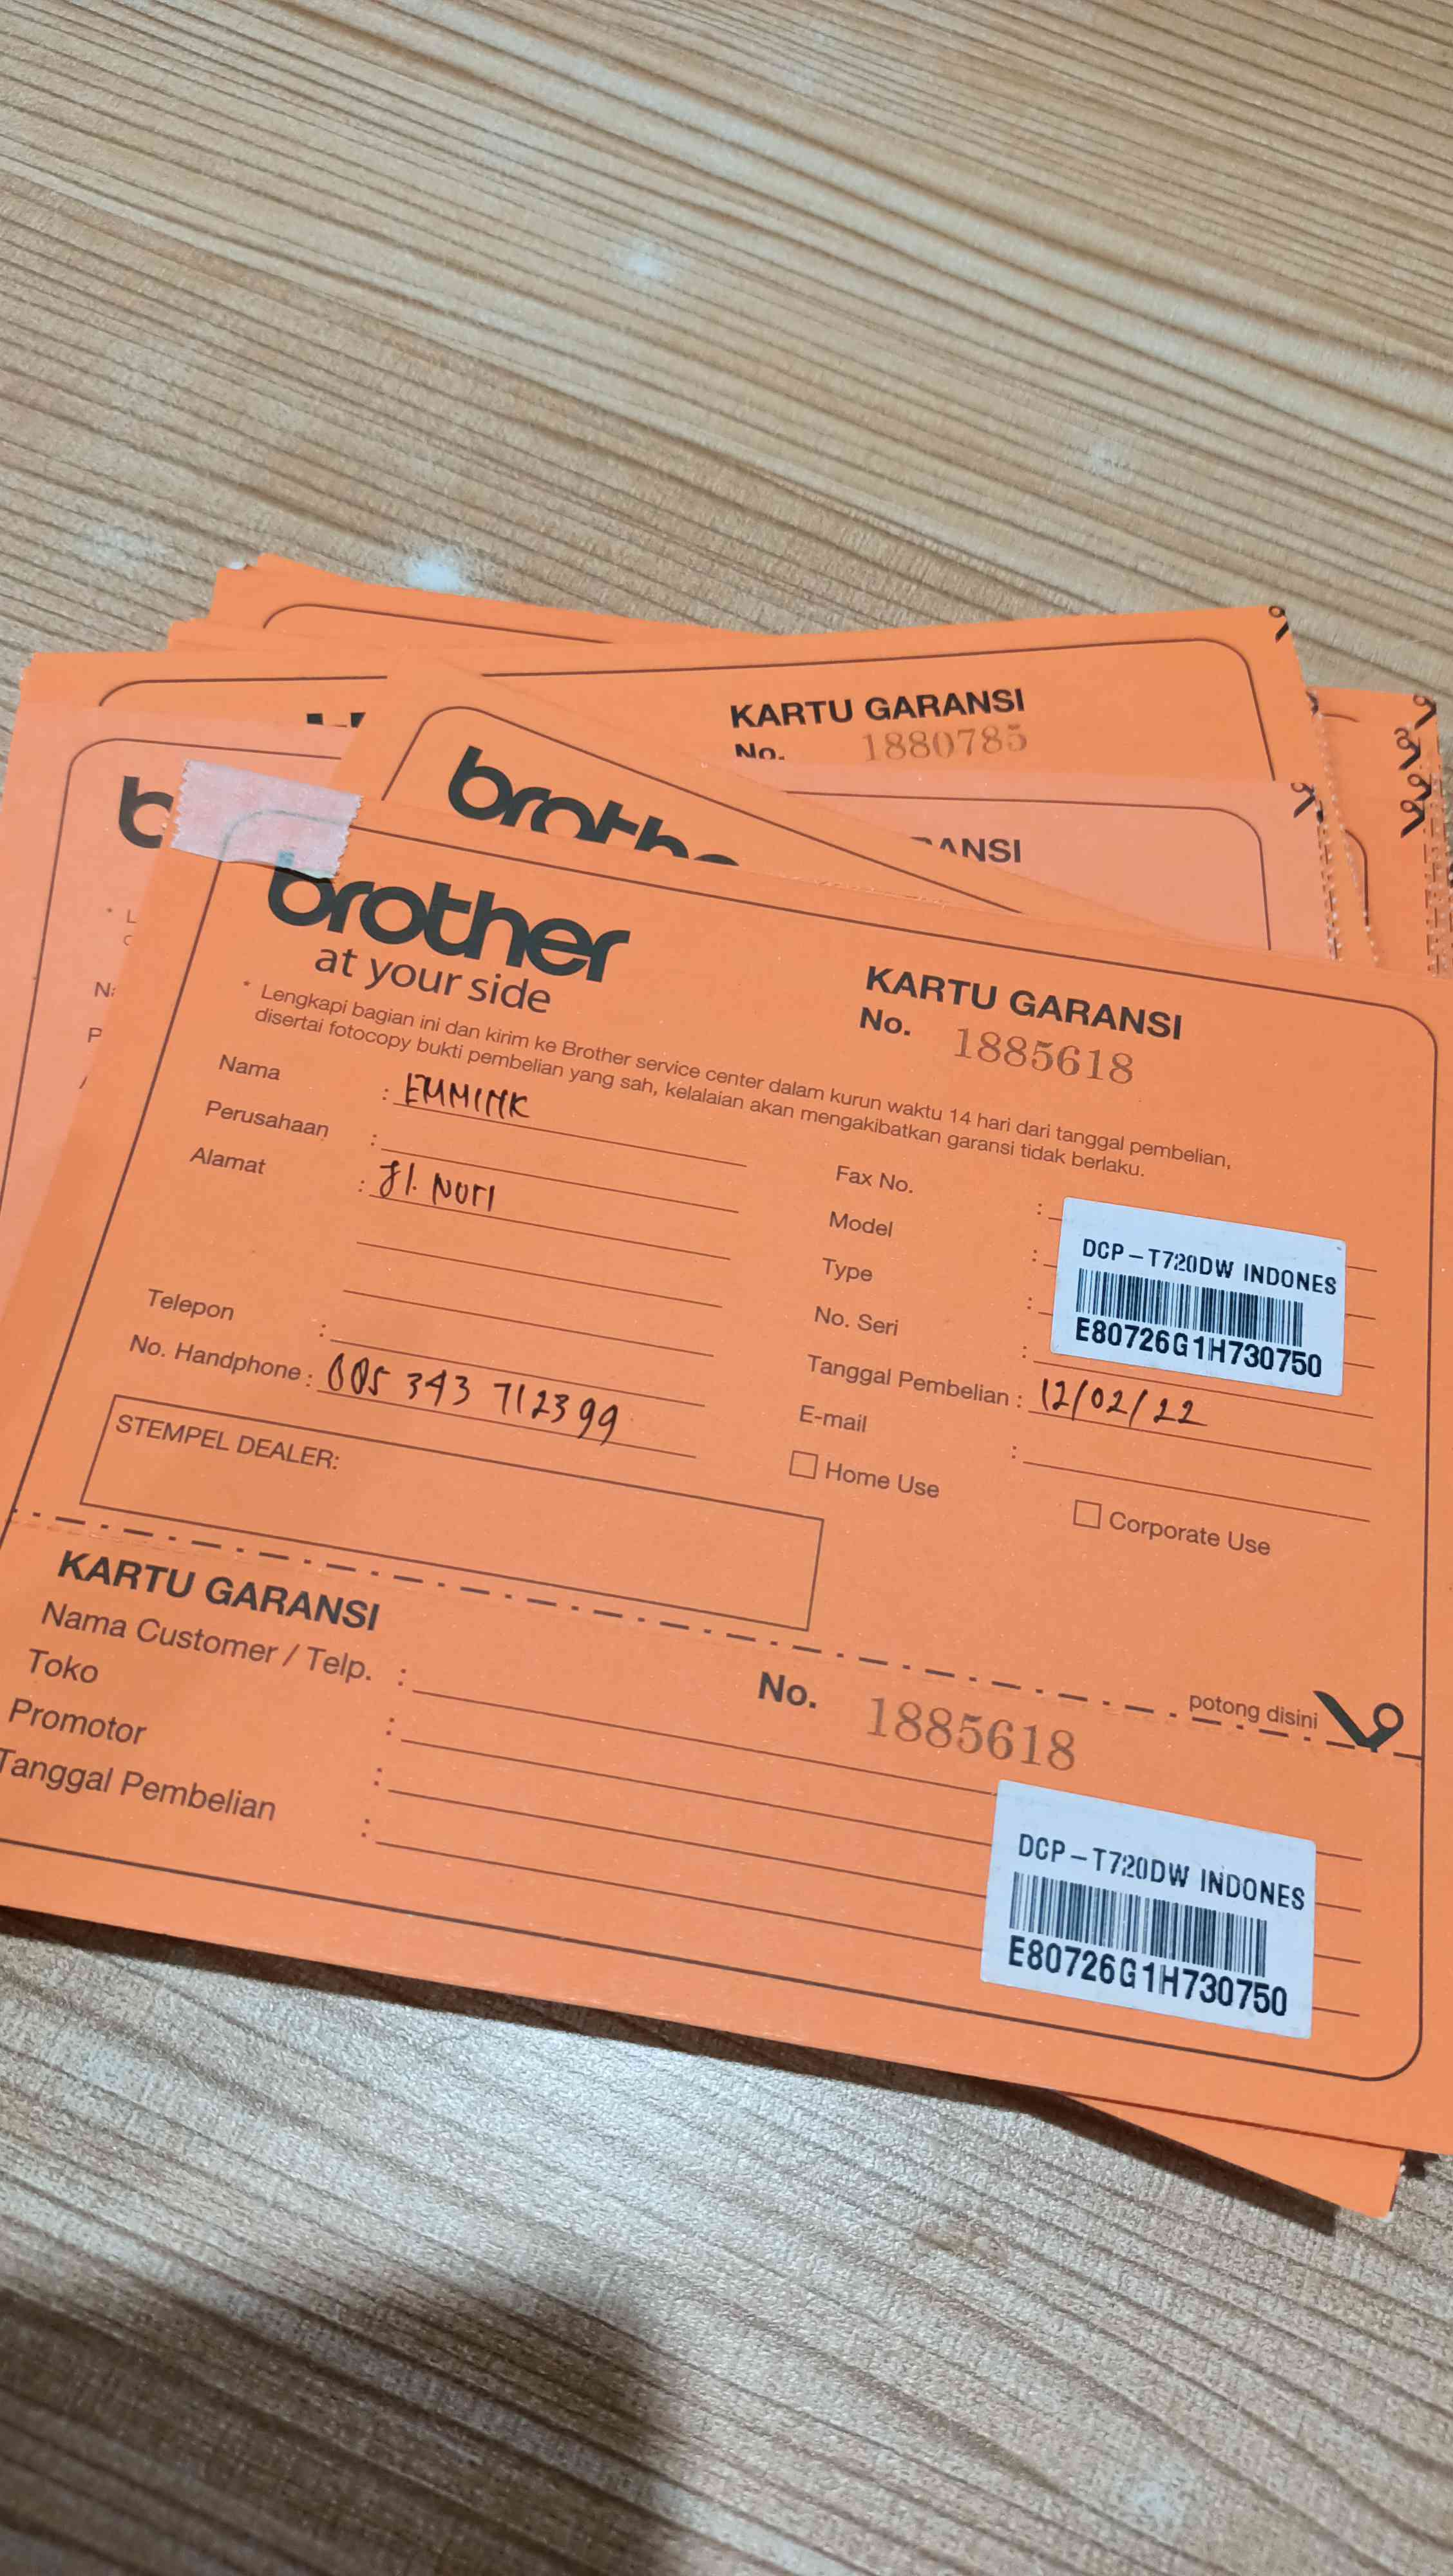 KARTU GARANSI
No. 1880785
ANSI
brother
at your side
KARTU GARANSI
No. 1885618
* Lengkapi bagian ini dan kirim ke Brother service center dalam kurun waktu 14 hari dari tanggal pembelian,
disertai fotocopy bukti pembelian yang sah, kelalaian akan mengakibatkan garansi tidak berlaku.
Nama : EMMINK
Perusahaan :
Alamat : Jl. Nuri
Telepon :
No. Handphone : 085 343 712399
STEMPEL DEALER:
Fax No. :
Model :
Type :
No. Seri :
DCP-T720DW INDONES
E80726G1H730750
Tanggal Pembelian : 12/02/22
E-mail :
Home Use
Corporate Use
potong disini
KARTU GARANSI
No. 1885618
Nama Customer / Telp. :
Toko :
Promotor :
Tanggal Pembelian :
DCP-T720DW INDONES
E80726G1H730750